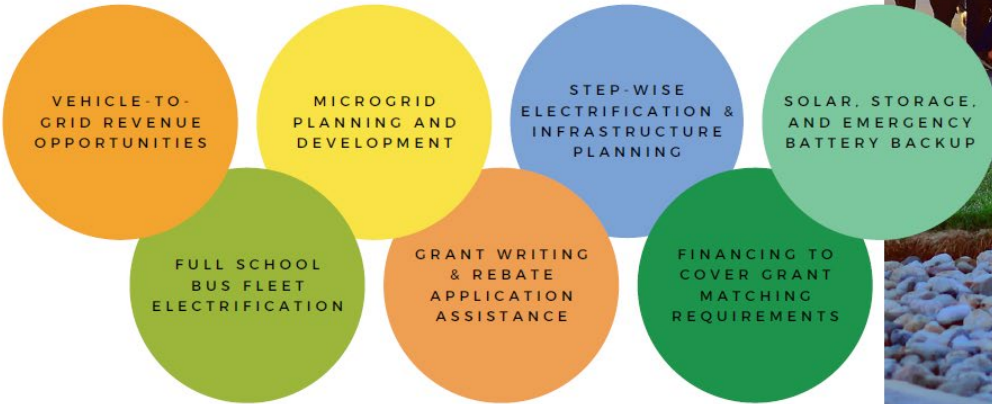 VEHICLE-TO-
GRID REVENUE
OPPORTUNITIES
MICROGRID
PLANNING AND
DEVELOPMENT
STEP-WISE
ELECTRIFICATION &
INFRASTRUCTURE
PLANNING
SOLAR, STORAGE,
AND EMERGENCY
BATTERY BACKUP
FULL SCHOOL
BUS FLEET
ELECTRIFICATION
GRANT WRITING
& REBATE
APPLICATION
ASSISTANCE
FINANCING TO
COVER GRANT
MATCHING
REQUIREMENTS